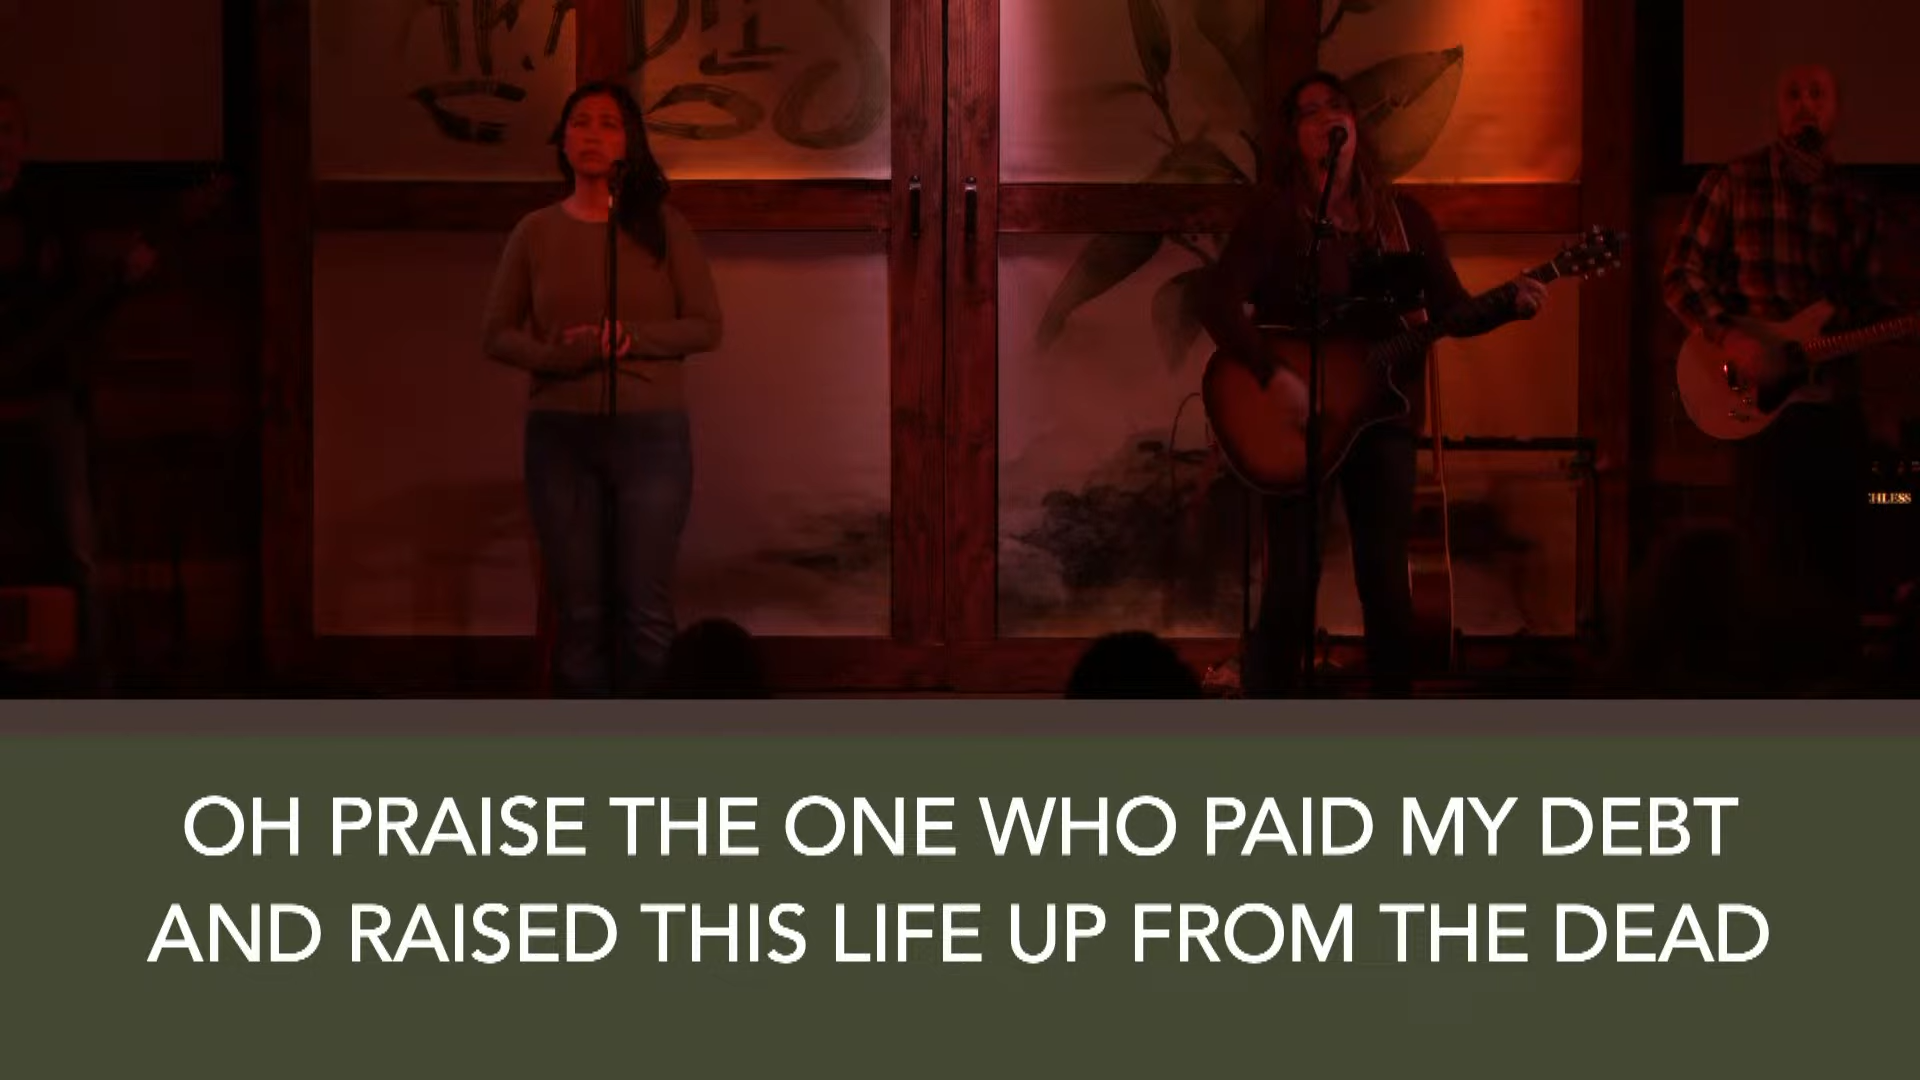 OH PRAISE THE ONE WHO PAID MY DEBT
AND RAISED THIS LIFE UP FROM THE DEAD